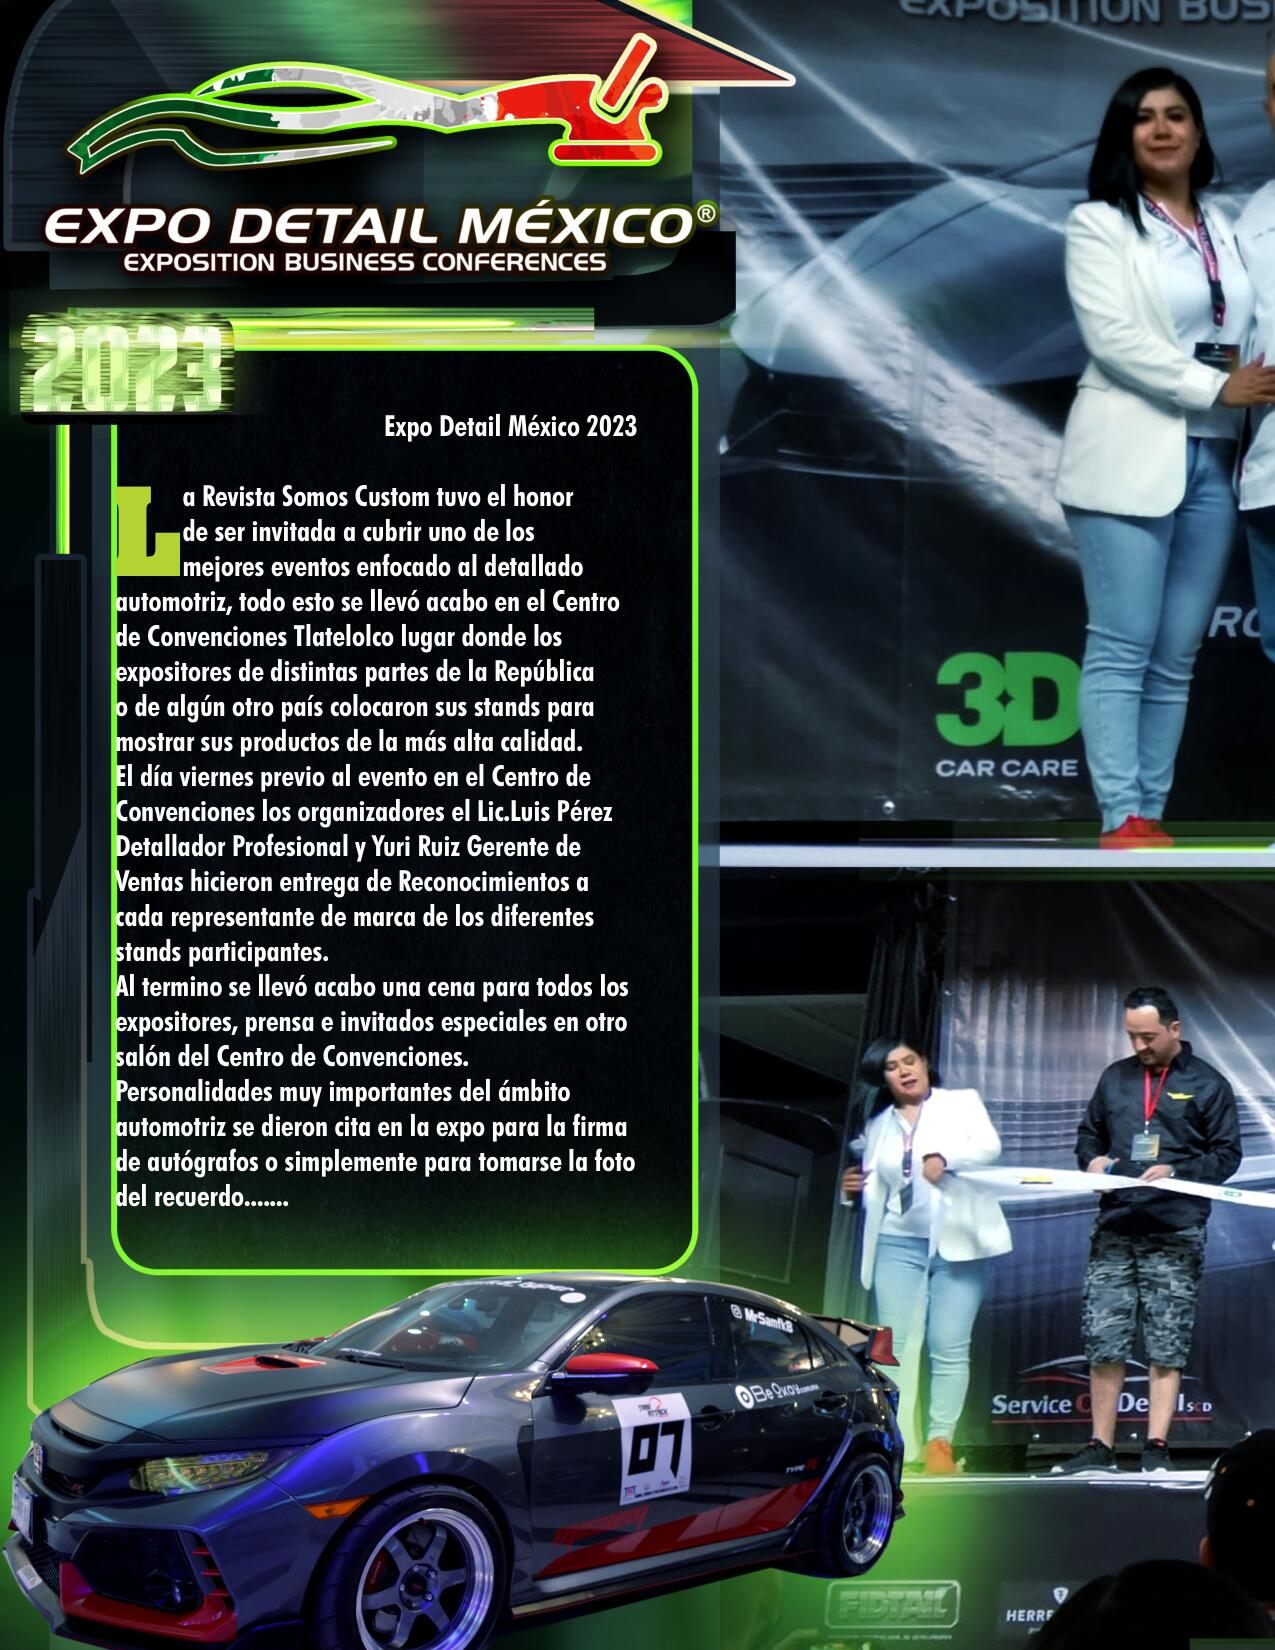 EXPOSITION BUS
EXPO DETAIL MÉXICO®
EXPOSITION BUSINESS CONFERENCES
2023
Expo Detail México 2023
La Revista Somos Custom tuvo el honor
de ser invitada a cubrir uno de los
mejores eventos enfocado al detallado
automotriz, todo esto se llevó acabo en el Centro
de Convenciones Tlatelolco lugar donde los
expositores de distintas partes de la República
o de algún otro país colocaron sus stands para
mostrar sus productos de la más alta calidad.
El día viernes previo al evento en el Centro de
Convenciones los organizadores el Lic.Luis Pérez
Detallador Profesional y Yuri Ruiz Gerente de
Ventas hicieron entrega de Reconocimientos a
cada representante de marca de los diferentes
stands participantes.
Al termino se llevó acabo una cena para todos los
expositores, prensa e invitados especiales en otro
salón del Centro de Convenciones.
Personalidades muy importantes del ámbito
automotriz se dieron cita en la expo para la firma
de autógrafos o simplemente para tomarse la foto
del recuerdo.......
RO
3D
CAR CARE
Service Detail SCD
MrSamfk8
Be Okay.com.mx
TIME
ATTACK
07
TYPE R
FIDTAIL
HERRE